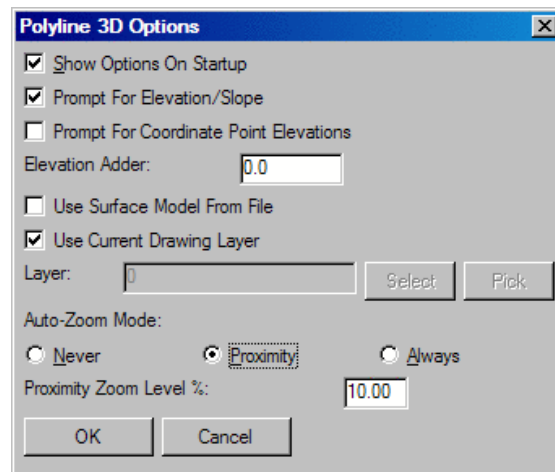 Polyline 3D Options
Show Options On Startup
Prompt For Elevation/Slope
Prompt For Coordinate Point Elevations
Elevation Adder: 0.0
Use Surface Model From File
Use Current Drawing Layer
Layer: 0 Select Pick
Auto-Zoom Mode:
Never Proximity Always
Proximity Zoom Level %: 10.00
OK Cancel